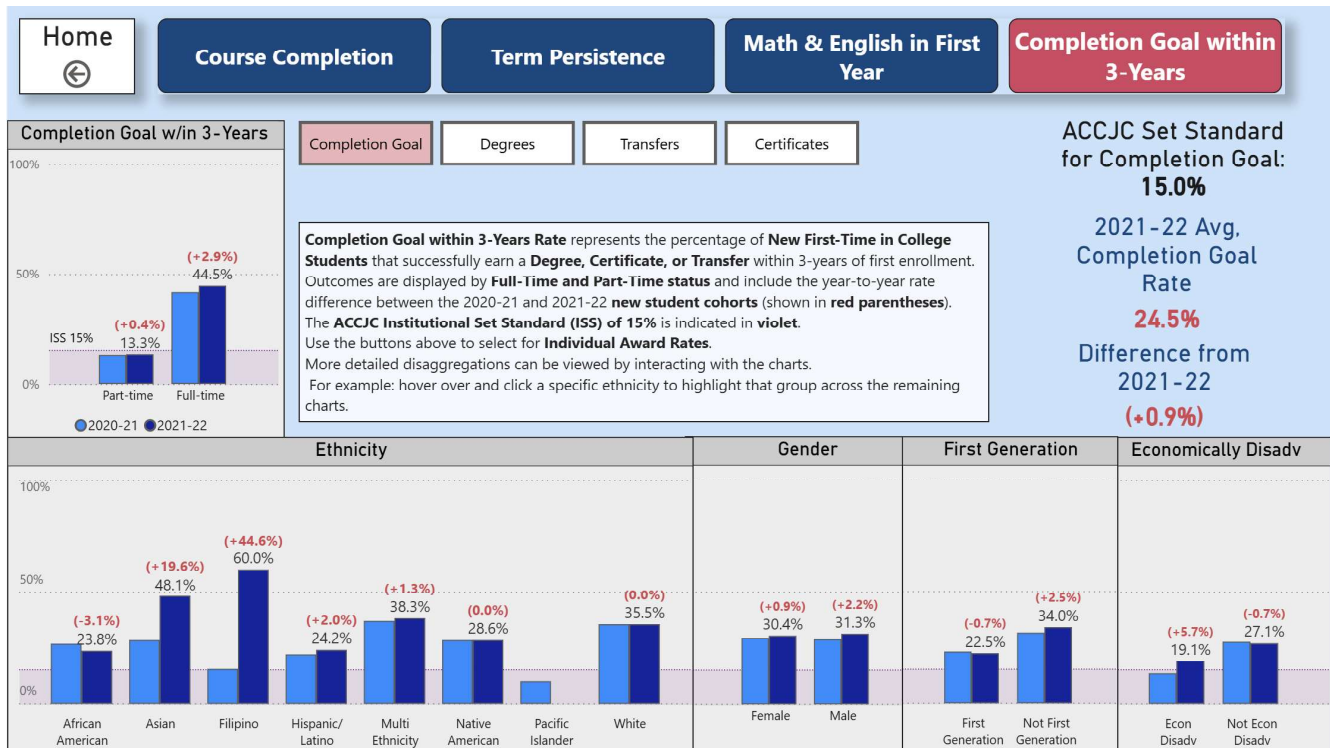 Home
Course Completion
Term Persistence
Math & English in First
Year
Completion Goal within
3-Years
Completion Goal w/in 3-Years
100%
50%
0%
ISS 15%
(+0.4%)
13.3%
(+2.9%)
44.5%
Part-time
Full-time
2020-21
2021-22
Completion Goal
Degrees
Transfers
Certificates
Completion Goal within 3-Years Rate represents the percentage of New First-Time in College
Students that successfully earn a Degree, Certificate, or Transfer within 3-years of first enrollment.
Outcomes are displayed by Full-Time and Part-Time status and include the year-to-year rate
difference between the 2020-21 and 2021-22 new student cohorts (shown in red parentheses).
The ACCJC Institutional Set Standard (ISS) of 15% is indicated in violet.
Use the buttons above to select for Individual Award Rates.
More detailed disaggregations can be viewed by interacting with the charts.
For example: hover over and click a specific ethnicity to highlight that group across the remaining
charts.
ACCJC Set Standard
for Completion Goal:
15.0%
2021-22 Avg,
Completion Goal
Rate
24.5%
Difference from
2021-22
(+0.9%)
Ethnicity
100%
50%
0%
(-3.1%)
23.8%
(+19.6%)
48.1%
(+44.6%)
60.0%
(+2.0%)
24.2%
(+1.3%)
38.3%
(0.0%)
28.6%
(0.0%)
35.5%
African
American
Asian
Filipino
Hispanic/
Latino
Multi
Ethnicity
Native
American
Pacific
Islander
White
Gender
(+0.9%)
30.4%
(+2.2%)
31.3%
Female
Male
First Generation
(-0.7%)
22.5%
(+2.5%)
34.0%
First
Generation
Not First
Generation
Economically Disadv
(+5.7%)
19.1%
(-0.7%)
27.1%
Econ
Disadv
Not Econ
Disadv